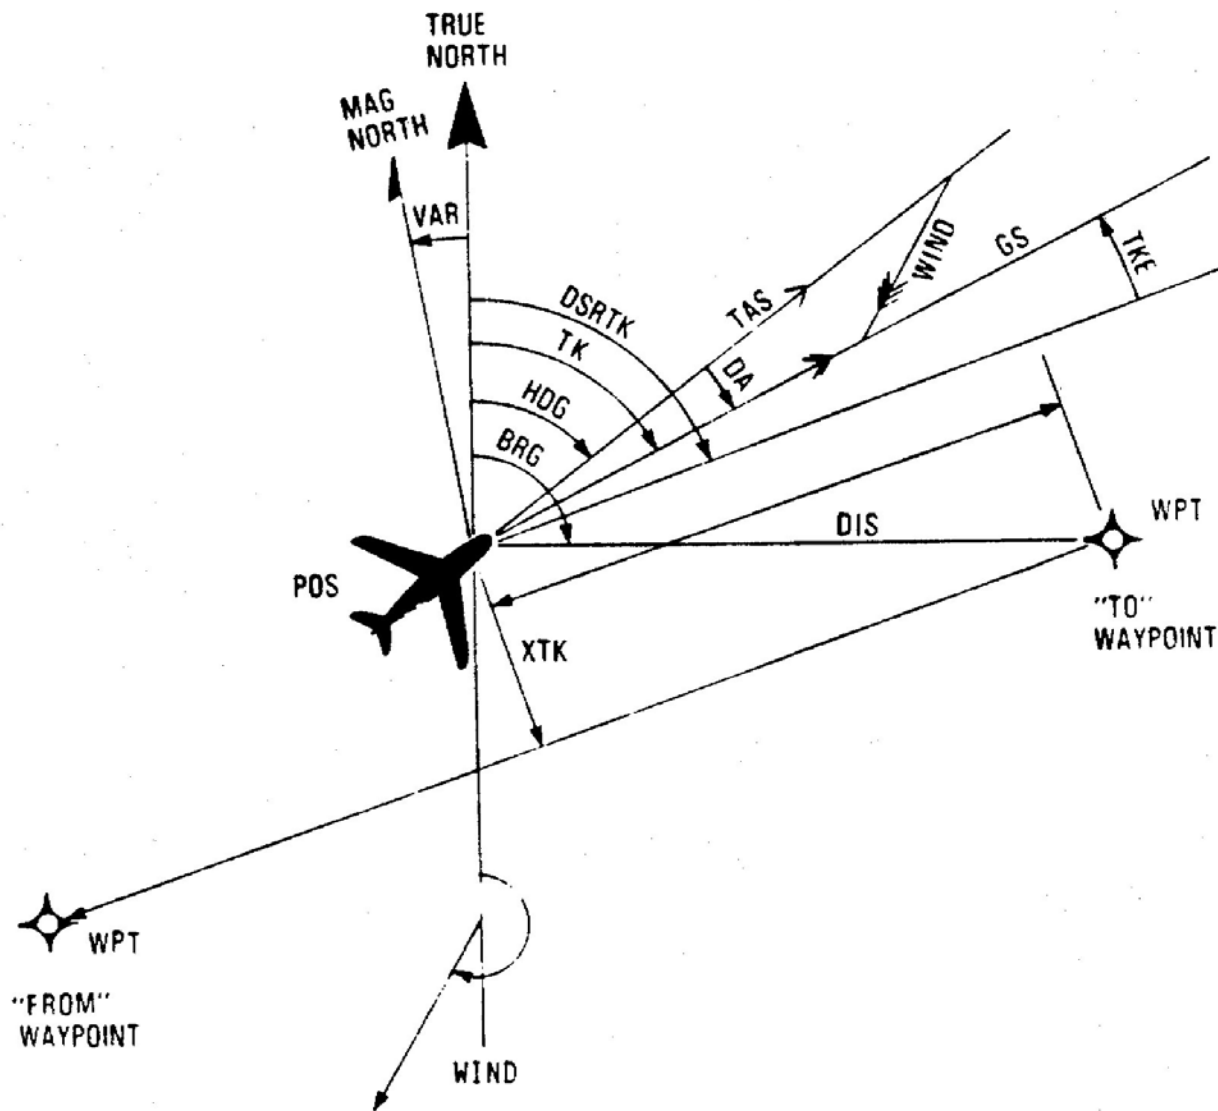 TRUE
NORTH
MAG
NORTH
VAR
DSRTK
TK
HDG
BRG
TAS
DA
WIND
GS
TKE
DIS
WPT
"TO"
WAYPOINT
POS
XTK
WPT
"FROM"
WAYPOINT
WIND